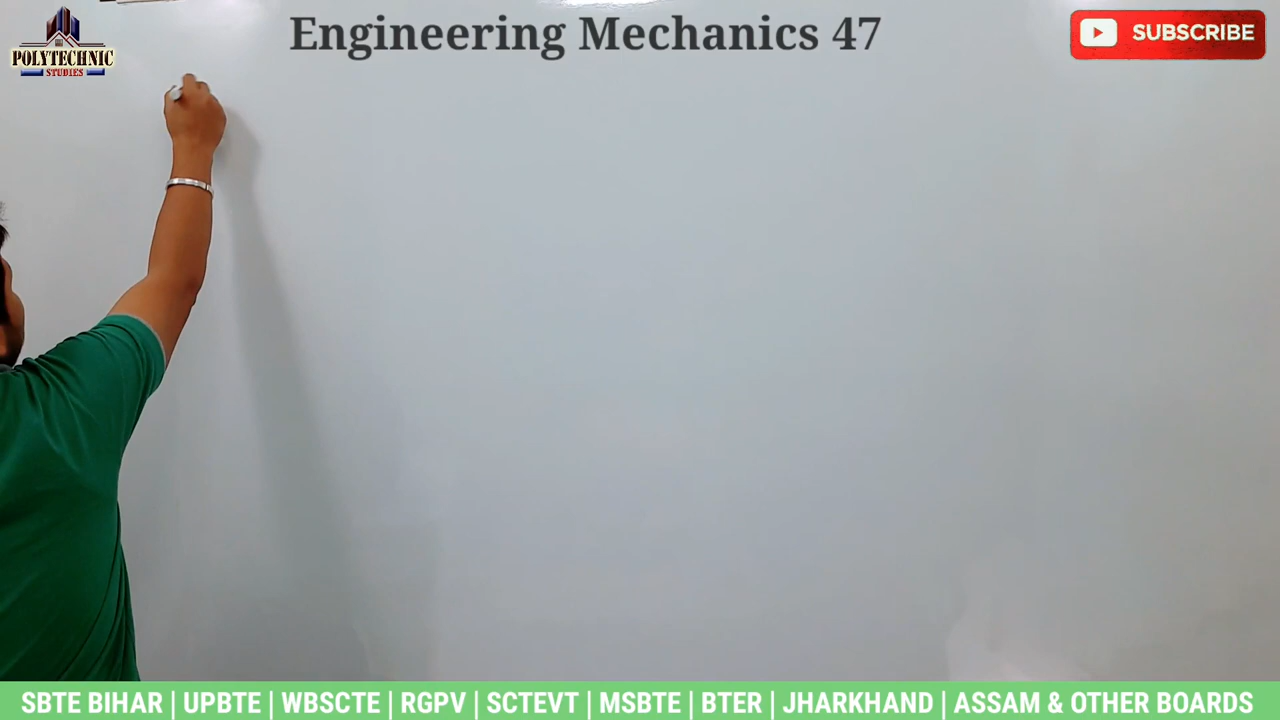 Engineering Mechanics 47
POLYTECHNIC
STUDIES
SUBSCRIBE
SBTE BIHAR | UPBTE | WBSCTE | RGPV | SCTEVT | MSBTE | BTER | JHARKHAND | ASSAM & OTHER BOARDS